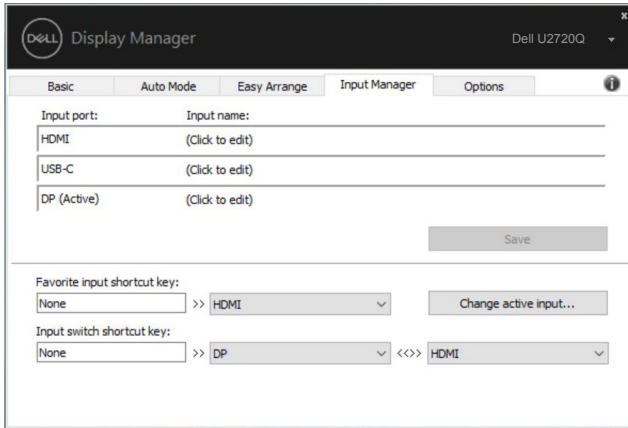 x
DELL Display Manager Dell U2720Q
Basic Auto Mode Easy Arrange Input Manager Options i
Input port: Input name:
HDMI (Click to edit)
USB-C (Click to edit)
DP (Active) (Click to edit)
Save
Favorite input shortcut key:
None >> HDMI Change active input...
Input switch shortcut key:
None >> DP <<>> HDMI